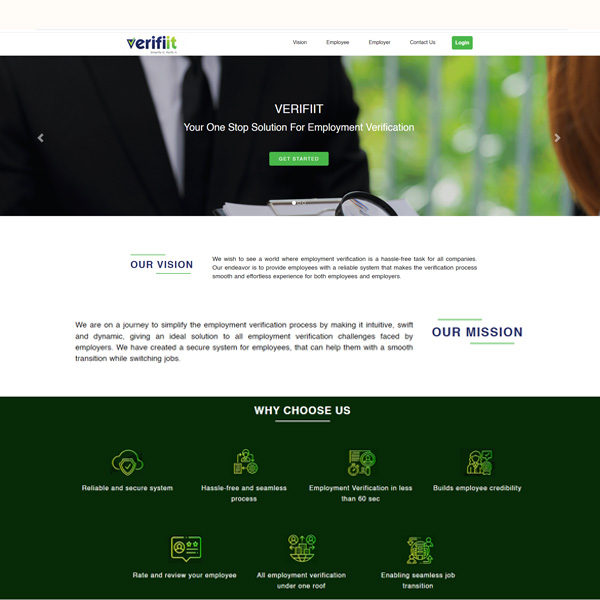 verifiit
Vision Employee Employer Contact Us Login
VERIFIIT
Your One Stop Solution For Employment Verification
GET STARTED
OUR VISION
We wish to see a world where employment verification is a hassle-free task for all companies.
Our endeavor is to provide employees with a reliable system that makes the verification process
smooth and effortless experience for both employees and employers.
We are on a journey to simplify the employment verification process by making it intuitive, swift
and dynamic, giving an ideal solution to all employment verification challenges faced by
employers. We have created a secure system for employees, that can help them with a smooth
transition while switching jobs.
OUR MISSION
WHY CHOOSE US
Reliable and secure system
Hassle-free and seamless
process
Employment Verification in less
than 60 sec
Builds employee credibility
Rate and review your employee
All employment verification
under one roof
Enabling seamless job
transition